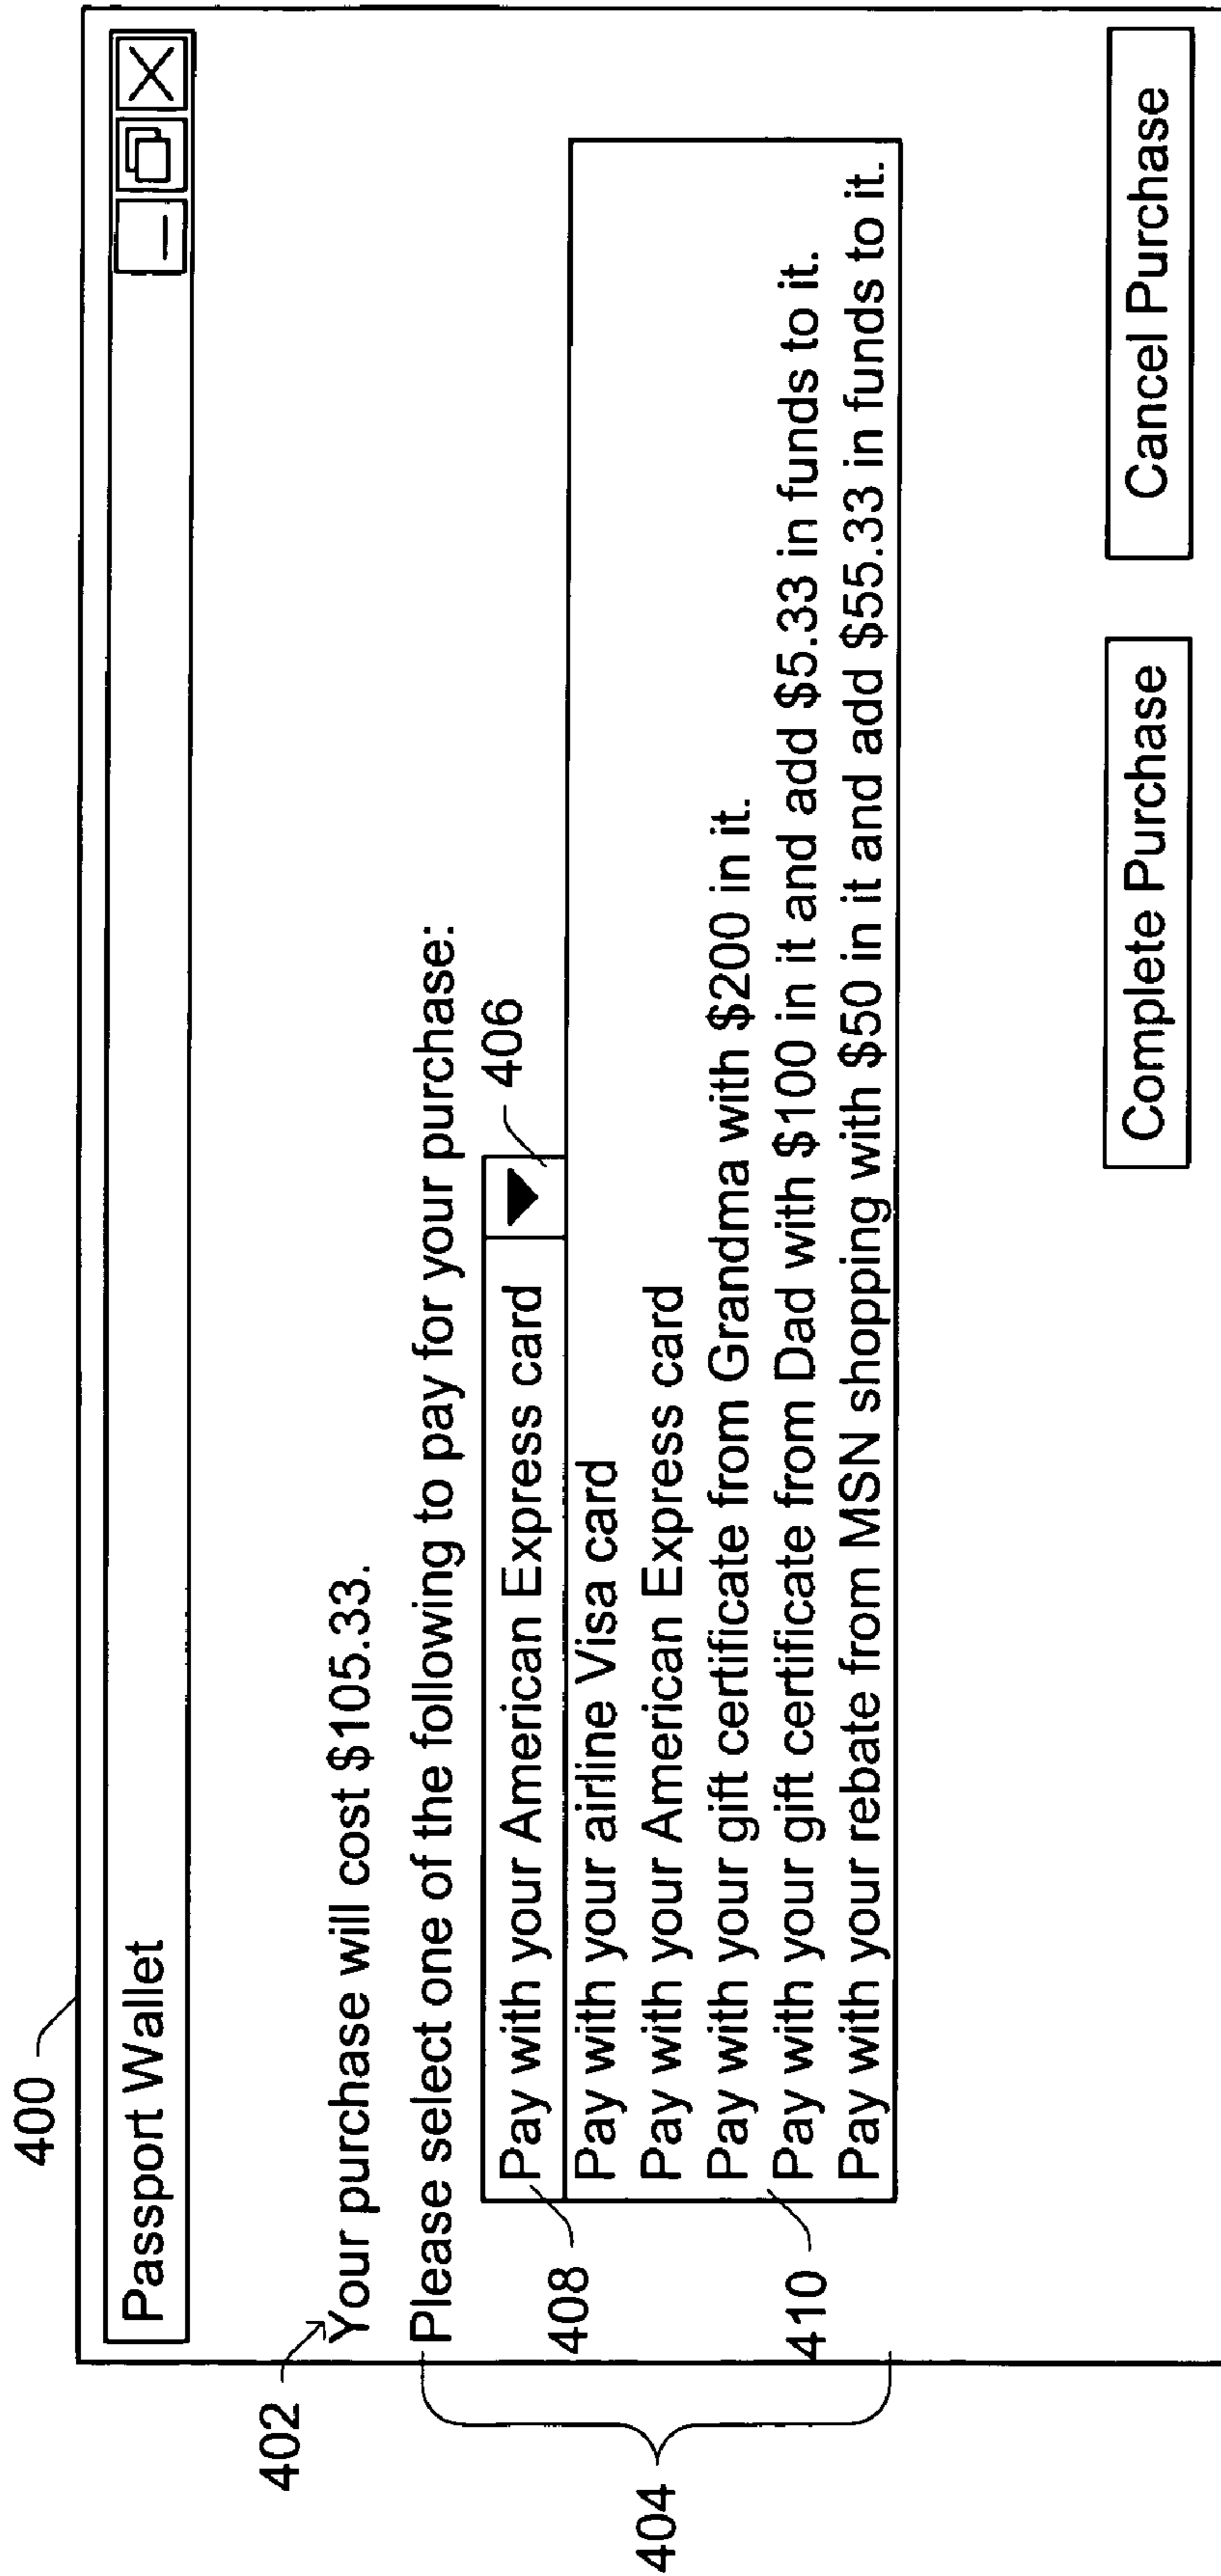 400
Passport Wallet
402
Your purchase will cost $105.33.
Please select one of the following to pay for your purchase:
404
406
408
Pay with your American Express card
Pay with your airline Visa card
Pay with your American Express card
Pay with your gift certificate from Grandma with $200 in it.
410
Pay with your gift certificate from Dad with $100 in it and add $5.33 in funds to it.
Pay with your rebate from MSN shopping with $50 in it and add $55.33 in funds to it.
Complete Purchase
Cancel Purchase